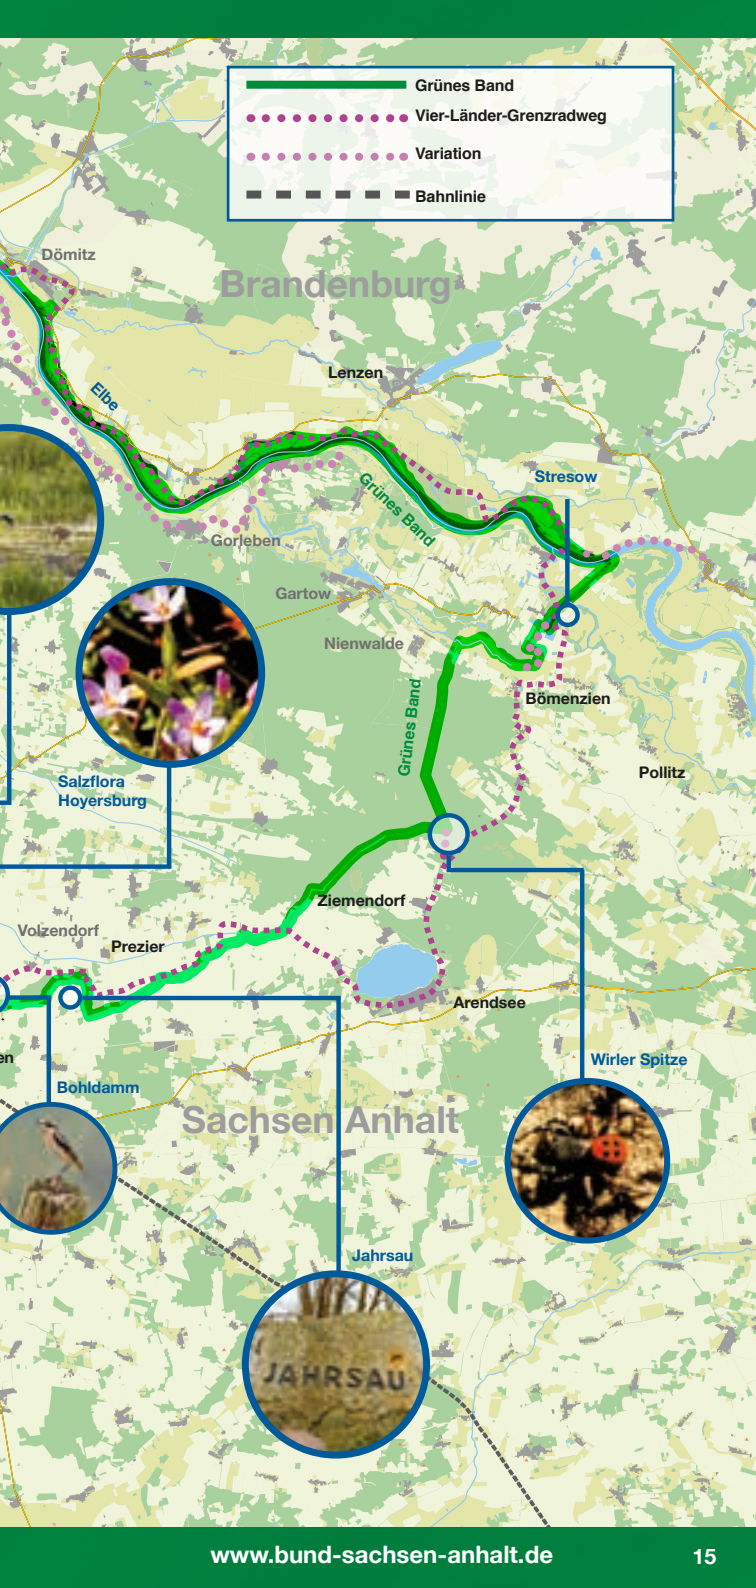 Grünes Band
Vier-Länder-Grenzradweg
Variation
Bahnlinie
Dömitz
Brandenburg
Lenzen
Elbe
Stresow
Grünes Band
Gorleben
Gartow
Nienwalde
Bömenzien
Grünes Band
Pollitz
Salzflora
Hoyersburg
Ziemendorf
Volzendorf
Prezier
Arendsee
en
Wirler Spitze
Bohldamm
Sachsen Anhalt
Jahrsau
JAHRSAU
www.bund-sachsen-anhalt.de
15